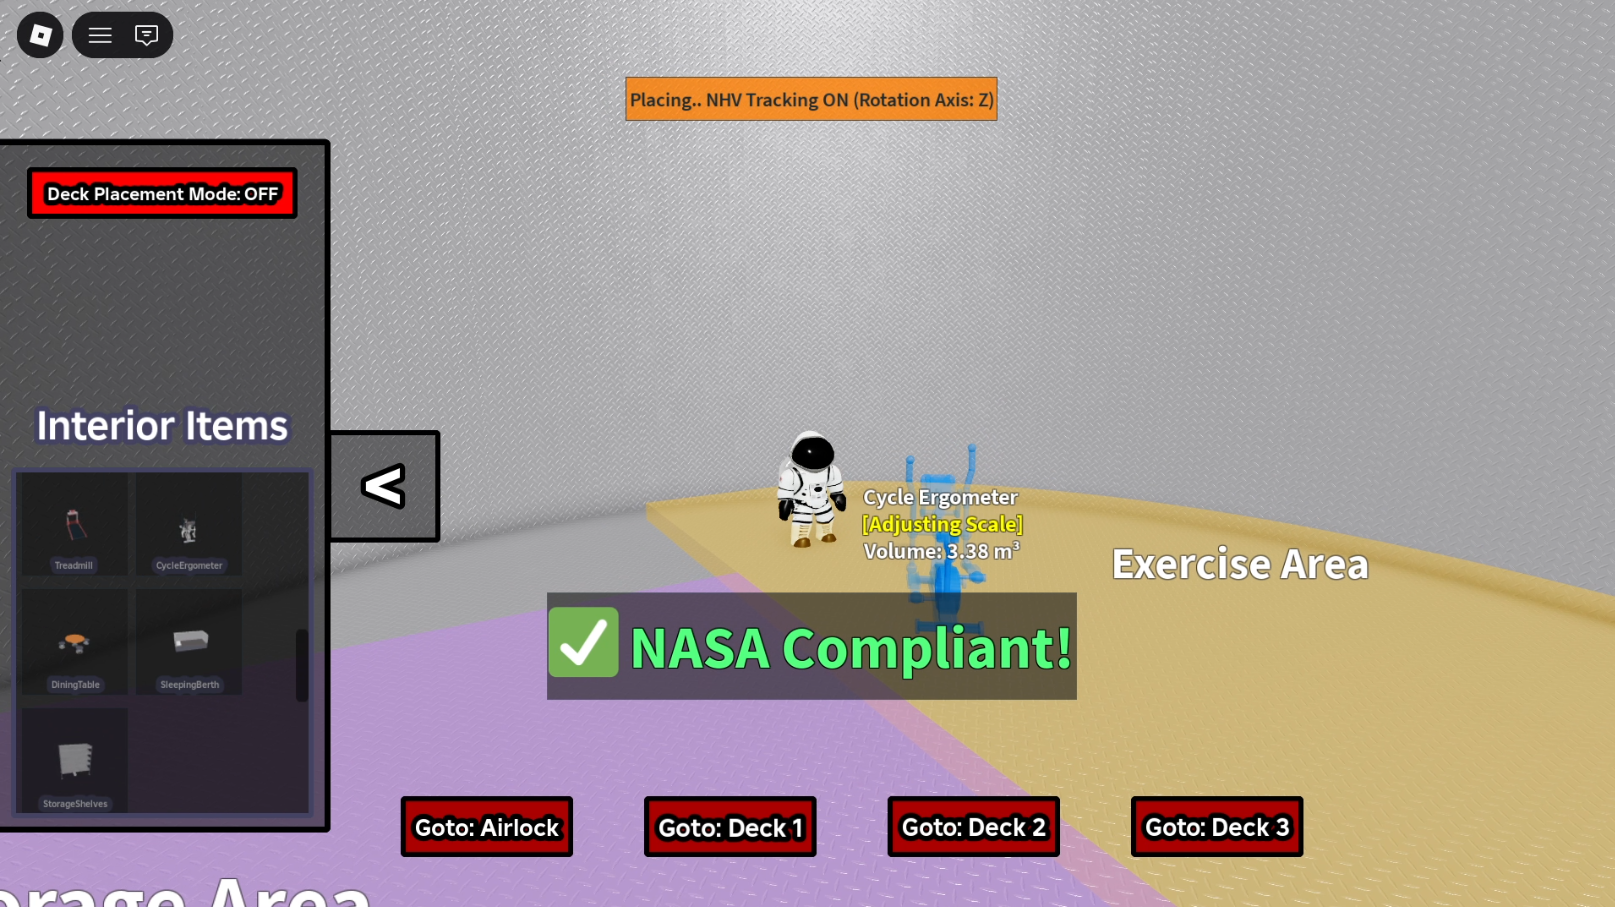 Placing.. NHV Tracking ON (Rotation Axis: Z)
Deck Placement Mode: OFF
Interior Items
Treadmill
CycleErgometer
DiningTable
SleepingBerth
StorageShelves
<
Cycle Ergometer
[Adjusting Scale]
Volume: 3.38 m³
Exercise Area
✅ NASA Compliant!
Goto: Airlock
Goto: Deck 1
Goto: Deck 2
Goto: Deck 3
orage Area